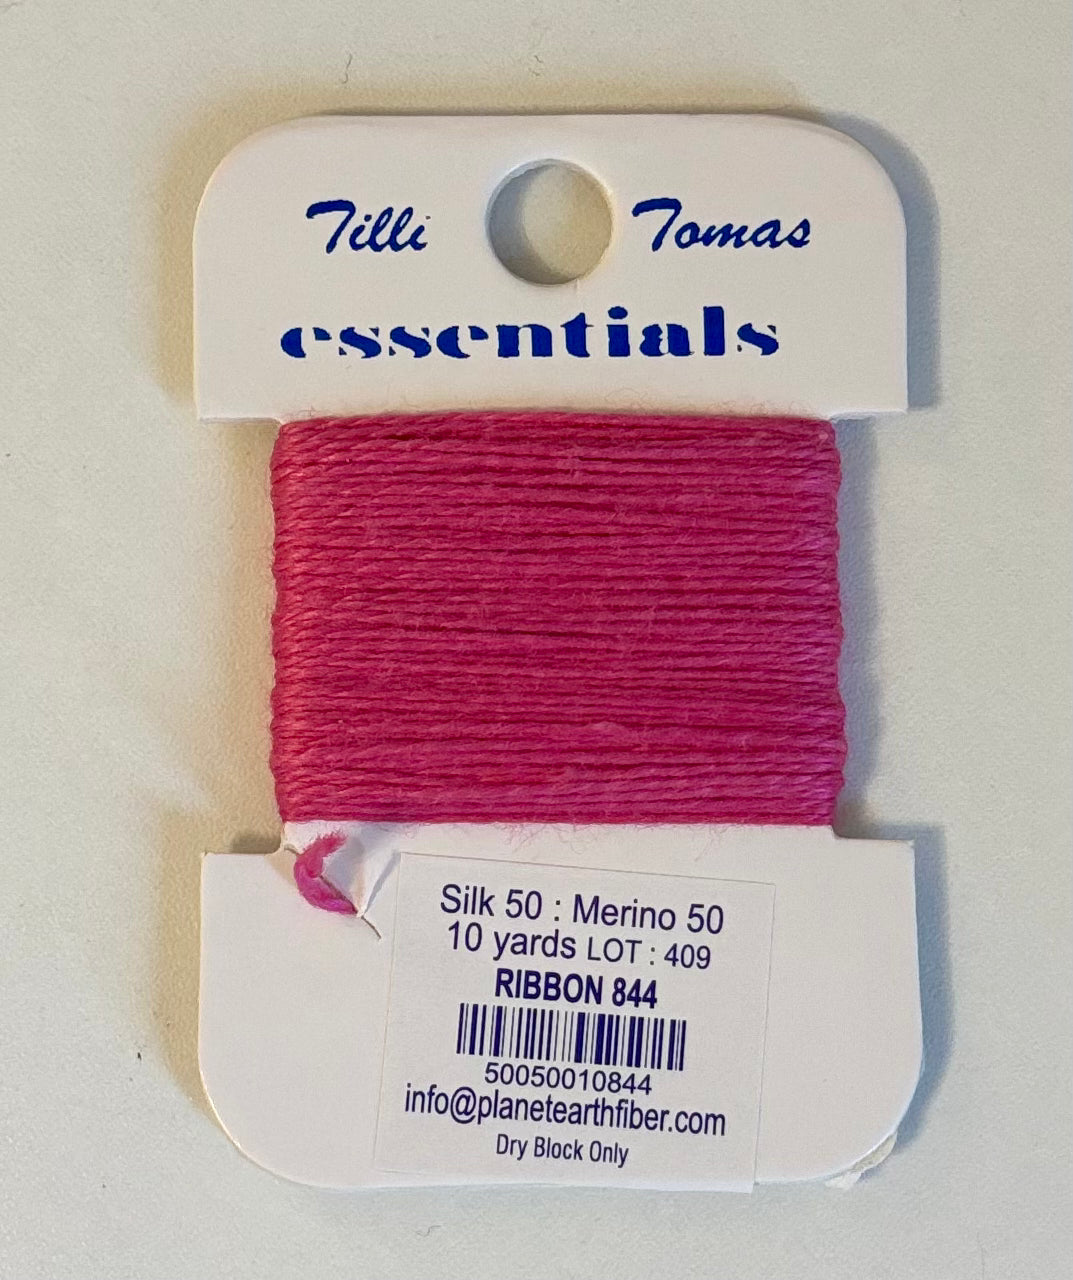 Tilli Tomas
essentials
Silk 50 : Merino 50
10 yards LOT : 409
RIBBON 844
50050010844
info@planetearthfiber.com
Dry Block Only